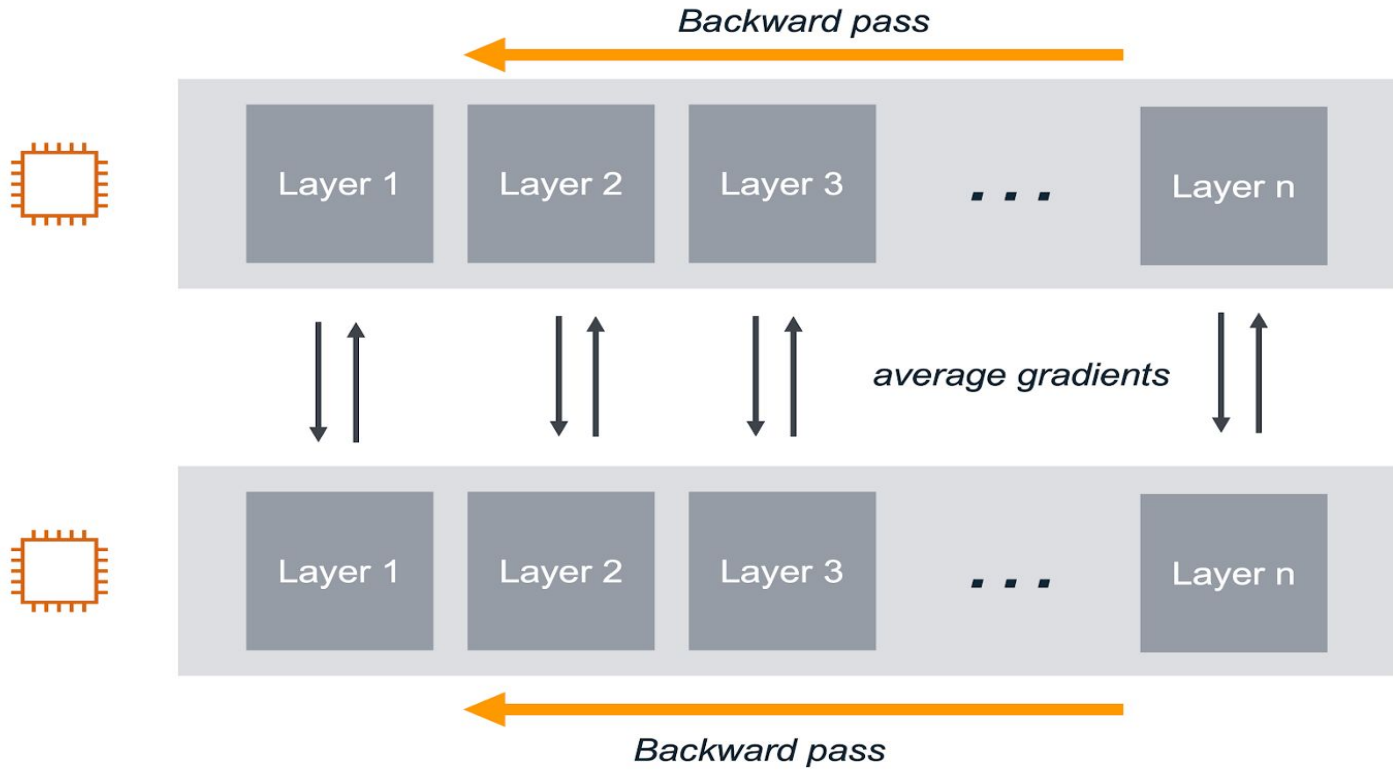 Backward pass
Layer 1
Layer 2
Layer 3
...
Layer n
average gradients
Layer 1
Layer 2
Layer 3
...
Layer n
Backward pass